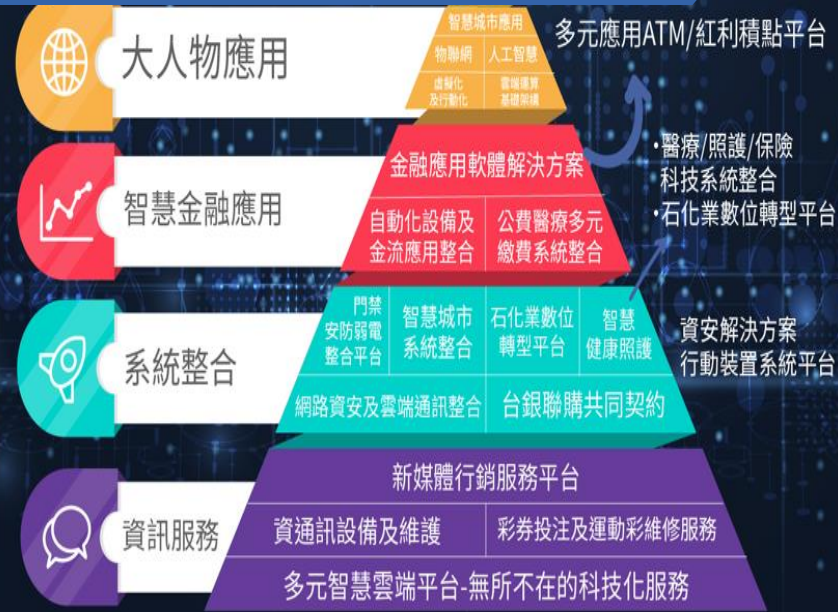 大人物應用
智慧城市應用
物聯網 人工智慧
虛擬化
及行動化
雲端運算
基礎架構
多元應用ATM/紅利積點平台
智慧金融應用
金融應用軟體解決方案
自動化設備及
金流應用整合
公費醫療多元
繳費系統整合
•醫療/照護/保險
科技系統整合
•石化業數位轉型平台
系統整合
門禁
安防弱電
整合平台
智慧城市
系統整合
石化業數位
轉型平台
智慧
健康照護
網路資安及雲端通訊整合
台銀聯購共同契約
資安解決方案
行動裝置系統平台
資訊服務
新媒體行銷服務平台
資通訊設備及維護
彩券投注及運動彩維修服務
多元智慧雲端平台-無所不在的科技化服務